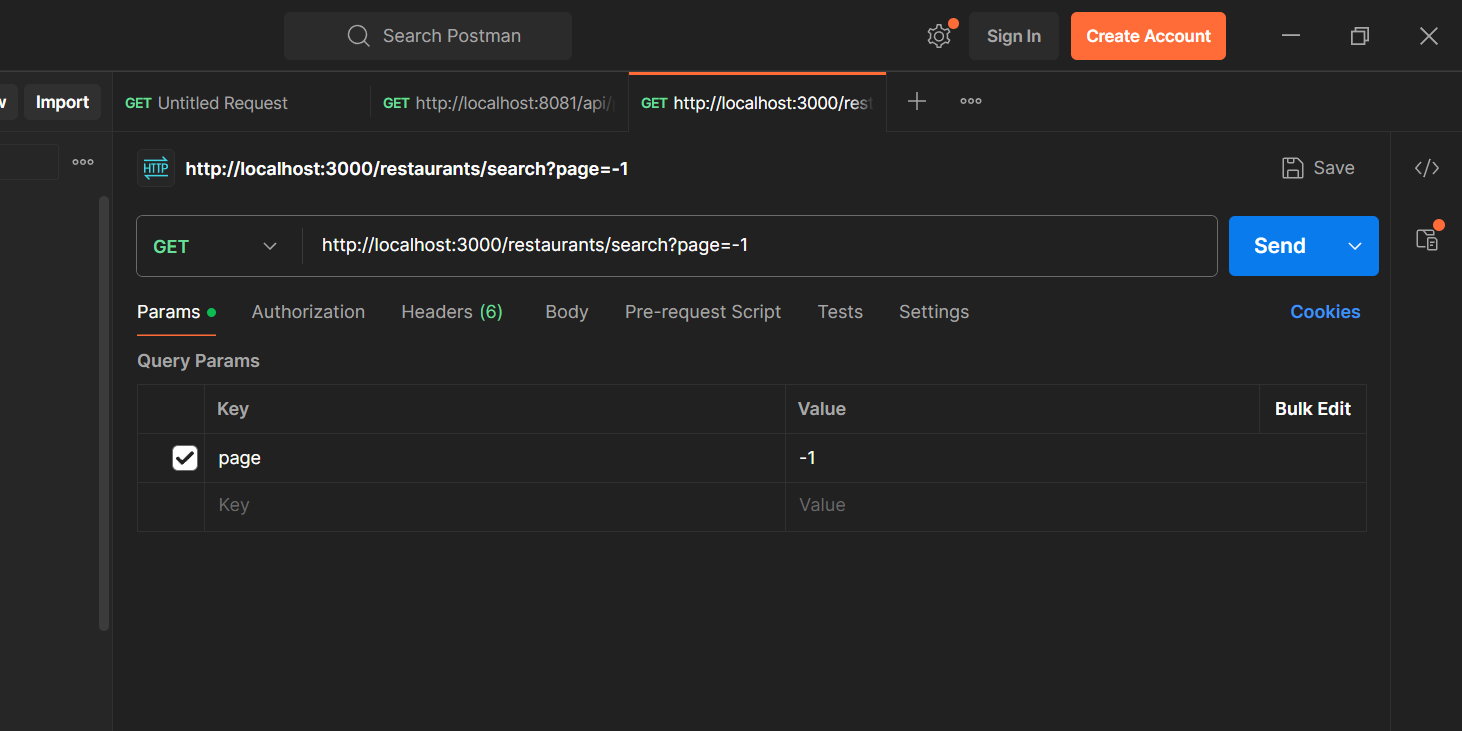 Search Postman Sign In Create Account
Import GET Untitled Request GET http://localhost:8081/api/ GET http://localhost:3000/rest
HTTP http://localhost:3000/restaurants/search?page=-1 Save </>
GET http://localhost:3000/restaurants/search?page=-1 Send
Params Authorization Headers (6) Body Pre-request Script Tests Settings Cookies
Query Params
Key Value Bulk Edit
page -1
Key Value